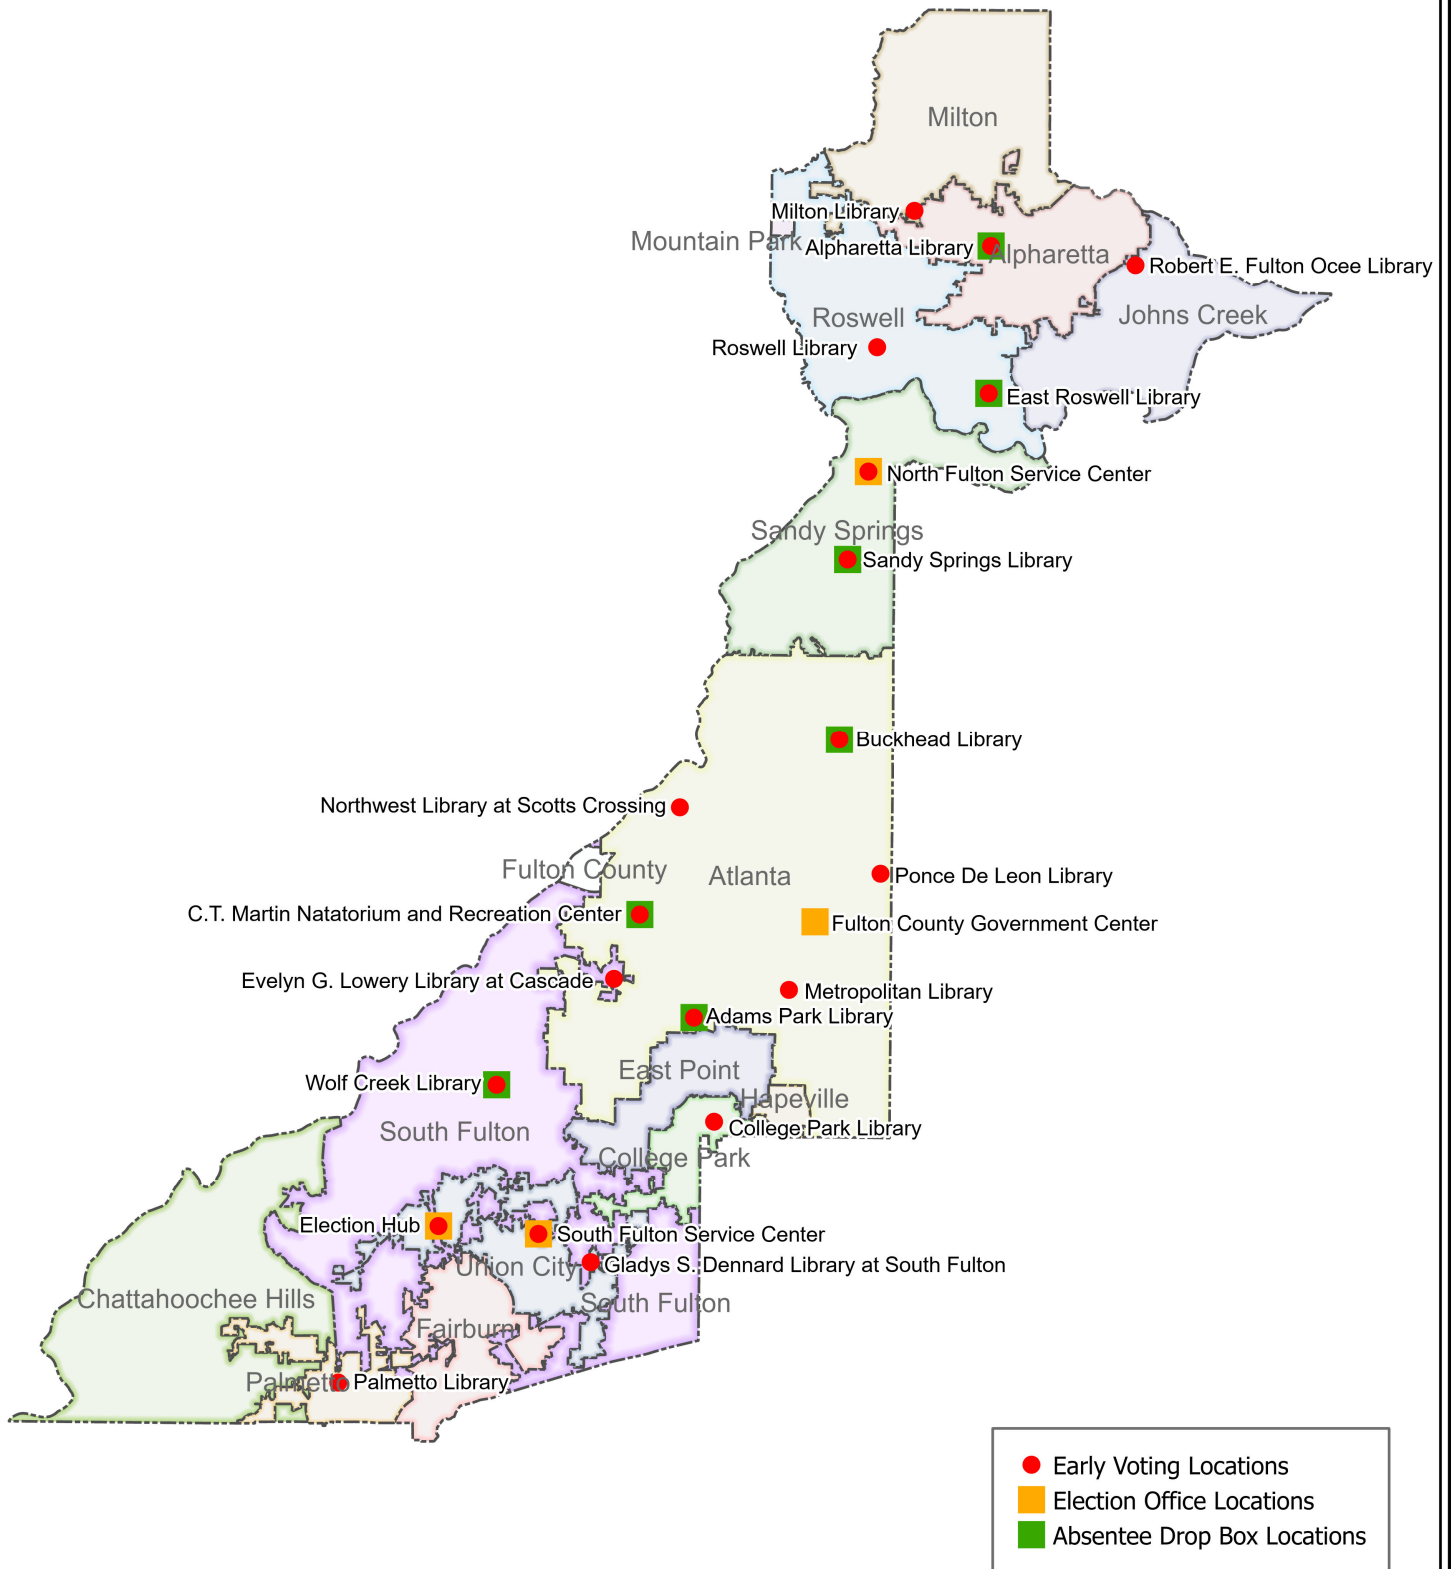 Milton
Milton Library
Mountain Park
Alpharetta Library
Alpharetta
Robert E. Fulton Ocee Library
Roswell
Johns Creek
Roswell Library
East Roswell Library
North Fulton Service Center
Sandy Springs
Sandy Springs Library
Buckhead Library
Northwest Library at Scotts Crossing
Fulton County
Atlanta
Ponce De Leon Library
C.T. Martin Natatorium and Recreation Center
Fulton County Government Center
Evelyn G. Lowery Library at Cascade
Metropolitan Library
Adams Park Library
East Point
Wolf Creek Library
Hapeville
College Park Library
South Fulton
College Park
Election Hub
South Fulton Service Center
Union City
Gladys S. Dennard Library at South Fulton
Chattahoochee Hills
South Fulton
Fairburn
Palmetto
Palmetto Library
Early Voting Locations
Election Office Locations
Absentee Drop Box Locations